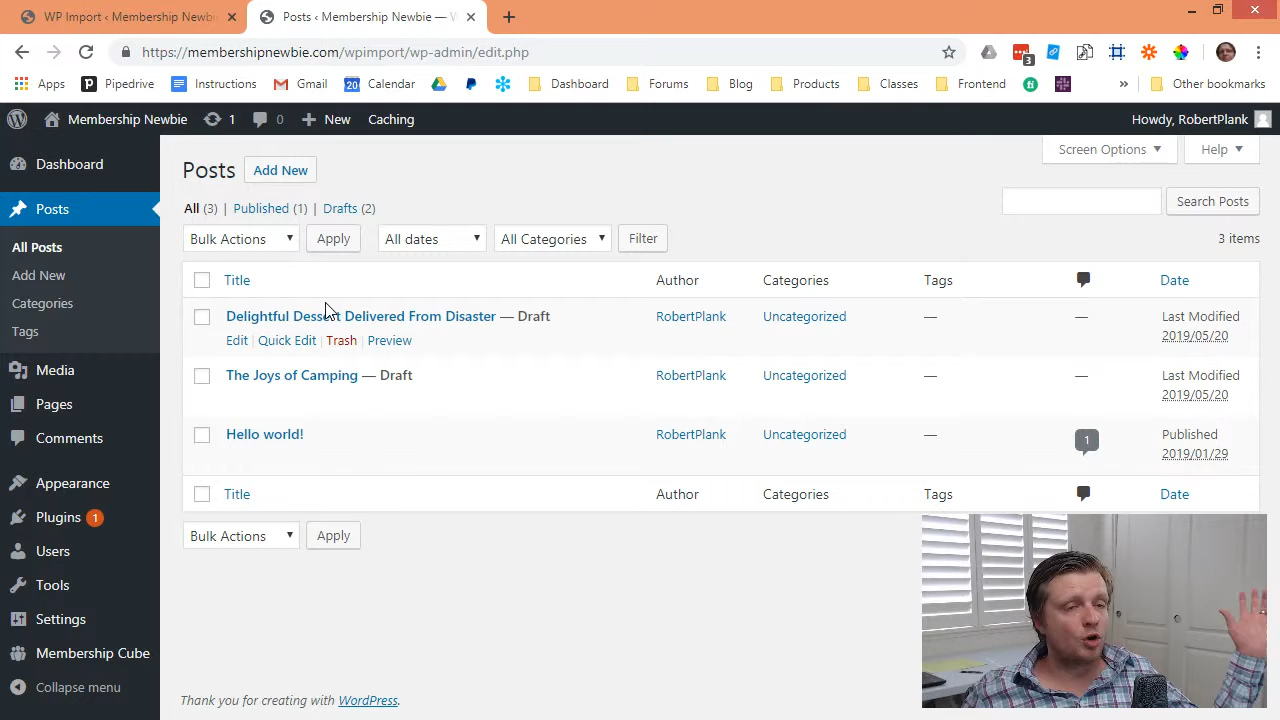 WP Import ‹ Membership Newbi
Posts ‹ Membership Newbie — W
https://membershipnewbie.com/wpimport/wp-admin/edit.php
3
Apps
Pipedrive
Instructions
Gmail
20
Calendar
Dashboard
Forums
Blog
Products
Classes
Frontend
Other bookmarks
Membership Newbie
1
0
New
Caching
Howdy, RobertPlank
Dashboard
Posts
All Posts
Add New
Categories
Tags
Media
Pages
Comments
Appearance
Plugins 1
Users
Tools
Settings
Membership Cube
Collapse menu
Screen Options
Help
Posts
Add New
All (3) | Published (1) | Drafts (2)
Search Posts
Bulk Actions
Apply
All dates
All Categories
Filter
3 items
Title Author Categories Tags Date
Delightful Dessert Delivered From Disaster — Draft RobertPlank Uncategorized — — Last Modified
2019/05/20
Edit | Quick Edit | Trash | Preview
The Joys of Camping — Draft RobertPlank Uncategorized — — Last Modified
2019/05/20
Hello world! RobertPlank Uncategorized — 1 Published
2019/01/29
Title Author Categories Tags Date
Bulk Actions
Apply
Thank you for creating with WordPress.